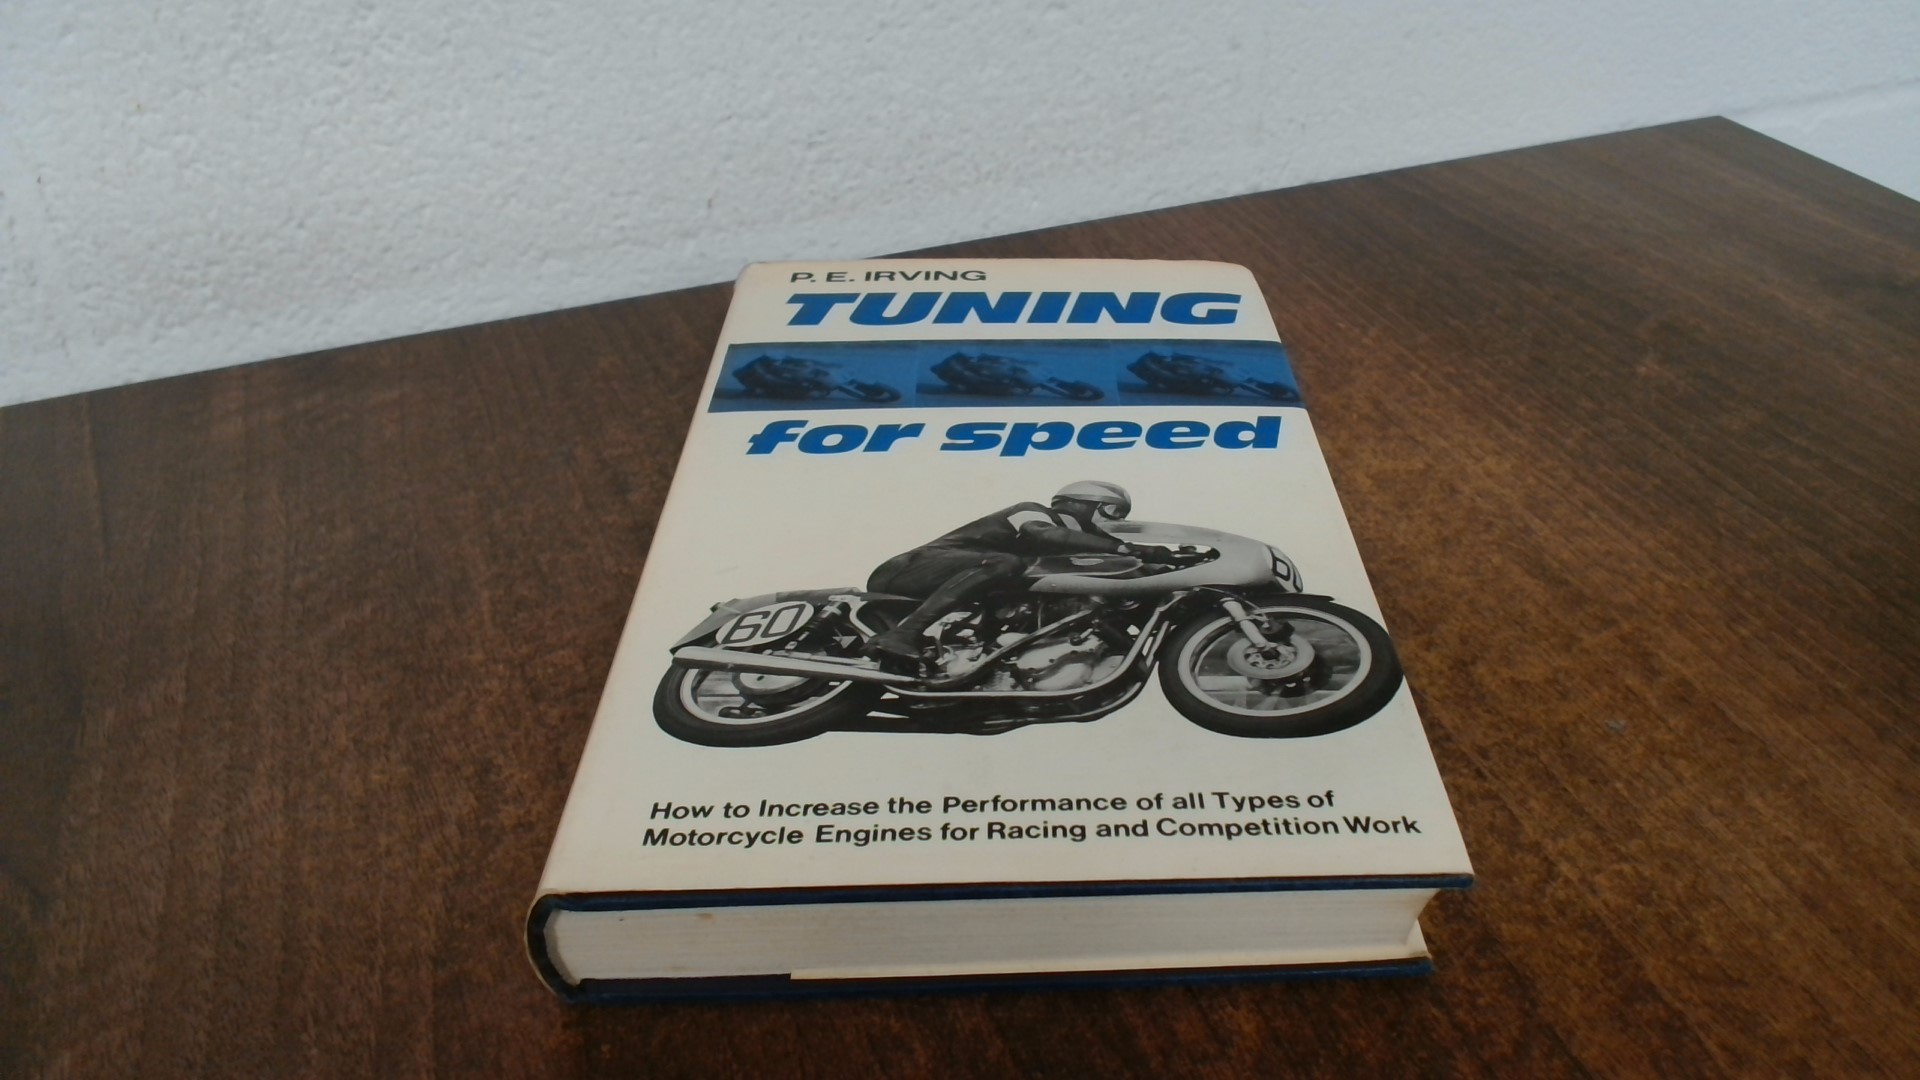 P. E. IRVING
TUNING
for speed
60
60
How to Increase the Performance of all Types of
Motorcycle Engines for Racing and Competition Work